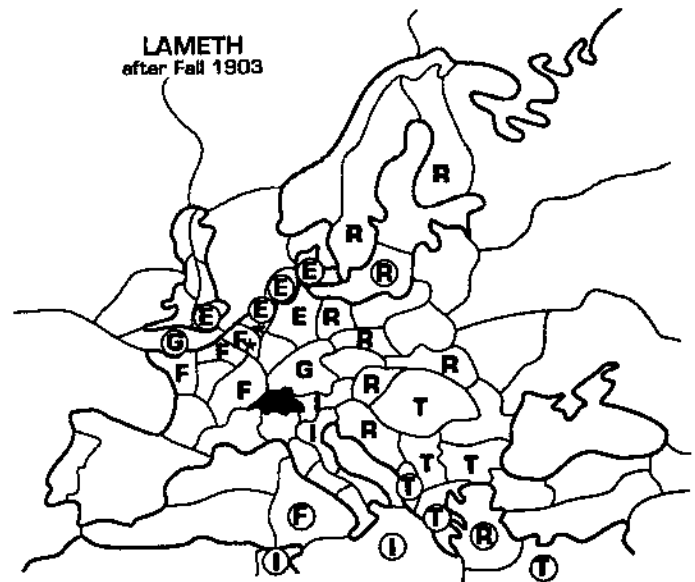 LAMETH
after Fall 1903
R
R
E R
E
E E E R
G F R
F G R R
F I T
I R
T T
T
F T R
I I T